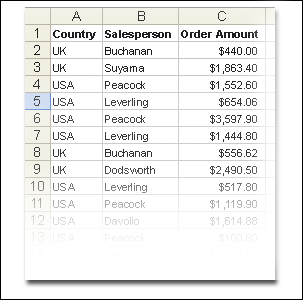 A B C
1 Country Salesperson Order Amount
2 UK Buchanan $440.00
3 UK Suyama $1,863.40
4 USA Peacock $1,552.60
5 USA Leverling $654.06
6 USA Peacock $3,597.90
7 USA Leverling $1,444.80
8 UK Buchanan $556.62
9 UK Dodsworth $2,490.50
10 USA Leverling $517.80
11 USA Peacock $1,119.90
12 USA Davolio $1,614.88
13 USA Peacock $100.80